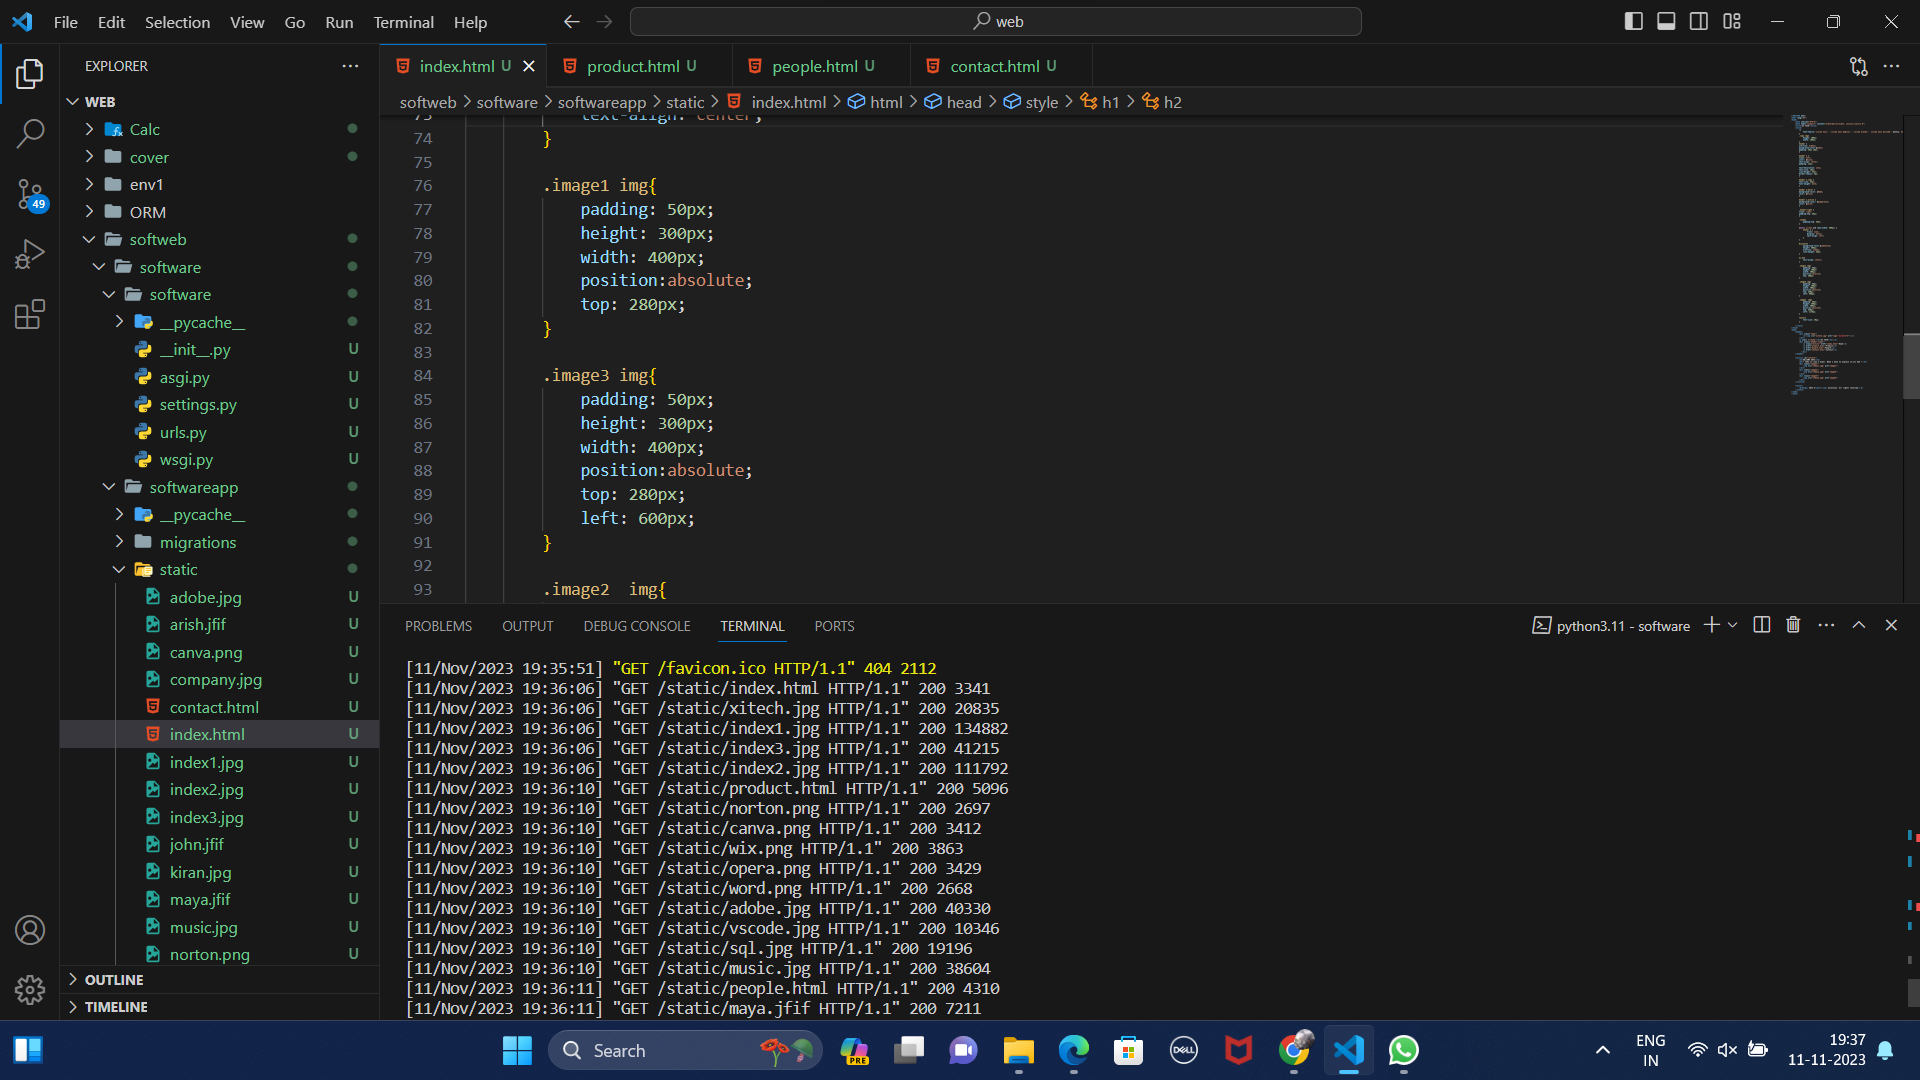 File Edit Selection View Go Run Terminal Help
web
EXPLORER
WEB
Calc
cover
env1
ORM
softweb
software
software
__pycache__
__init__.py U
asgi.py U
settings.py U
urls.py U
wsgi.py U
softwareapp
__pycache__
migrations
static
adobe.jpg U
arish.jfif U
canva.png U
company.jpg U
contact.html U
index.html U
index1.jpg U
index2.jpg U
index3.jpg U
john.jfif U
kiran.jpg U
maya.jfif U
music.jpg U
norton.png U
OUTLINE
TIMELINE
49
index.html U product.html U people.html U contact.html U
softweb > software > softwareapp > static > index.html > html > head > style > h1 > h2
73 text-align: center;
74 }
75
76 .image1 img{
77 padding: 50px;
78 height: 300px;
79 width: 400px;
80 position:absolute;
81 top: 280px;
82 }
83
84 .image3 img{
85 padding: 50px;
86 height: 300px;
87 width: 400px;
88 position:absolute;
89 top: 280px;
90 left: 600px;
91 }
92
93 .image2  img{
PROBLEMS OUTPUT DEBUG CONSOLE TERMINAL PORTS
python3.11 - software
[11/Nov/2023 19:35:51] "GET /favicon.ico HTTP/1.1" 404 2112
[11/Nov/2023 19:36:06] "GET /static/index.html HTTP/1.1" 200 3341
[11/Nov/2023 19:36:06] "GET /static/xitech.jpg HTTP/1.1" 200 20835
[11/Nov/2023 19:36:06] "GET /static/index1.jpg HTTP/1.1" 200 134882
[11/Nov/2023 19:36:06] "GET /static/index3.jpg HTTP/1.1" 200 41215
[11/Nov/2023 19:36:06] "GET /static/index2.jpg HTTP/1.1" 200 111792
[11/Nov/2023 19:36:10] "GET /static/product.html HTTP/1.1" 200 5096
[11/Nov/2023 19:36:10] "GET /static/norton.png HTTP/1.1" 200 2697
[11/Nov/2023 19:36:10] "GET /static/canva.png HTTP/1.1" 200 3412
[11/Nov/2023 19:36:10] "GET /static/wix.png HTTP/1.1" 200 3863
[11/Nov/2023 19:36:10] "GET /static/opera.png HTTP/1.1" 200 3429
[11/Nov/2023 19:36:10] "GET /static/word.png HTTP/1.1" 200 2668
[11/Nov/2023 19:36:10] "GET /static/adobe.jpg HTTP/1.1" 200 40330
[11/Nov/2023 19:36:10] "GET /static/vscode.jpg HTTP/1.1" 200 10346
[11/Nov/2023 19:36:10] "GET /static/sql.jpg HTTP/1.1" 200 19196
[11/Nov/2023 19:36:10] "GET /static/music.jpg HTTP/1.1" 200 38604
[11/Nov/2023 19:36:11] "GET /static/people.html HTTP/1.1" 200 4310
[11/Nov/2023 19:36:11] "GET /static/maya.jfif HTTP/1.1" 200 7211
Search
PRE
DELL
ENG
IN
19:37
11-11-2023